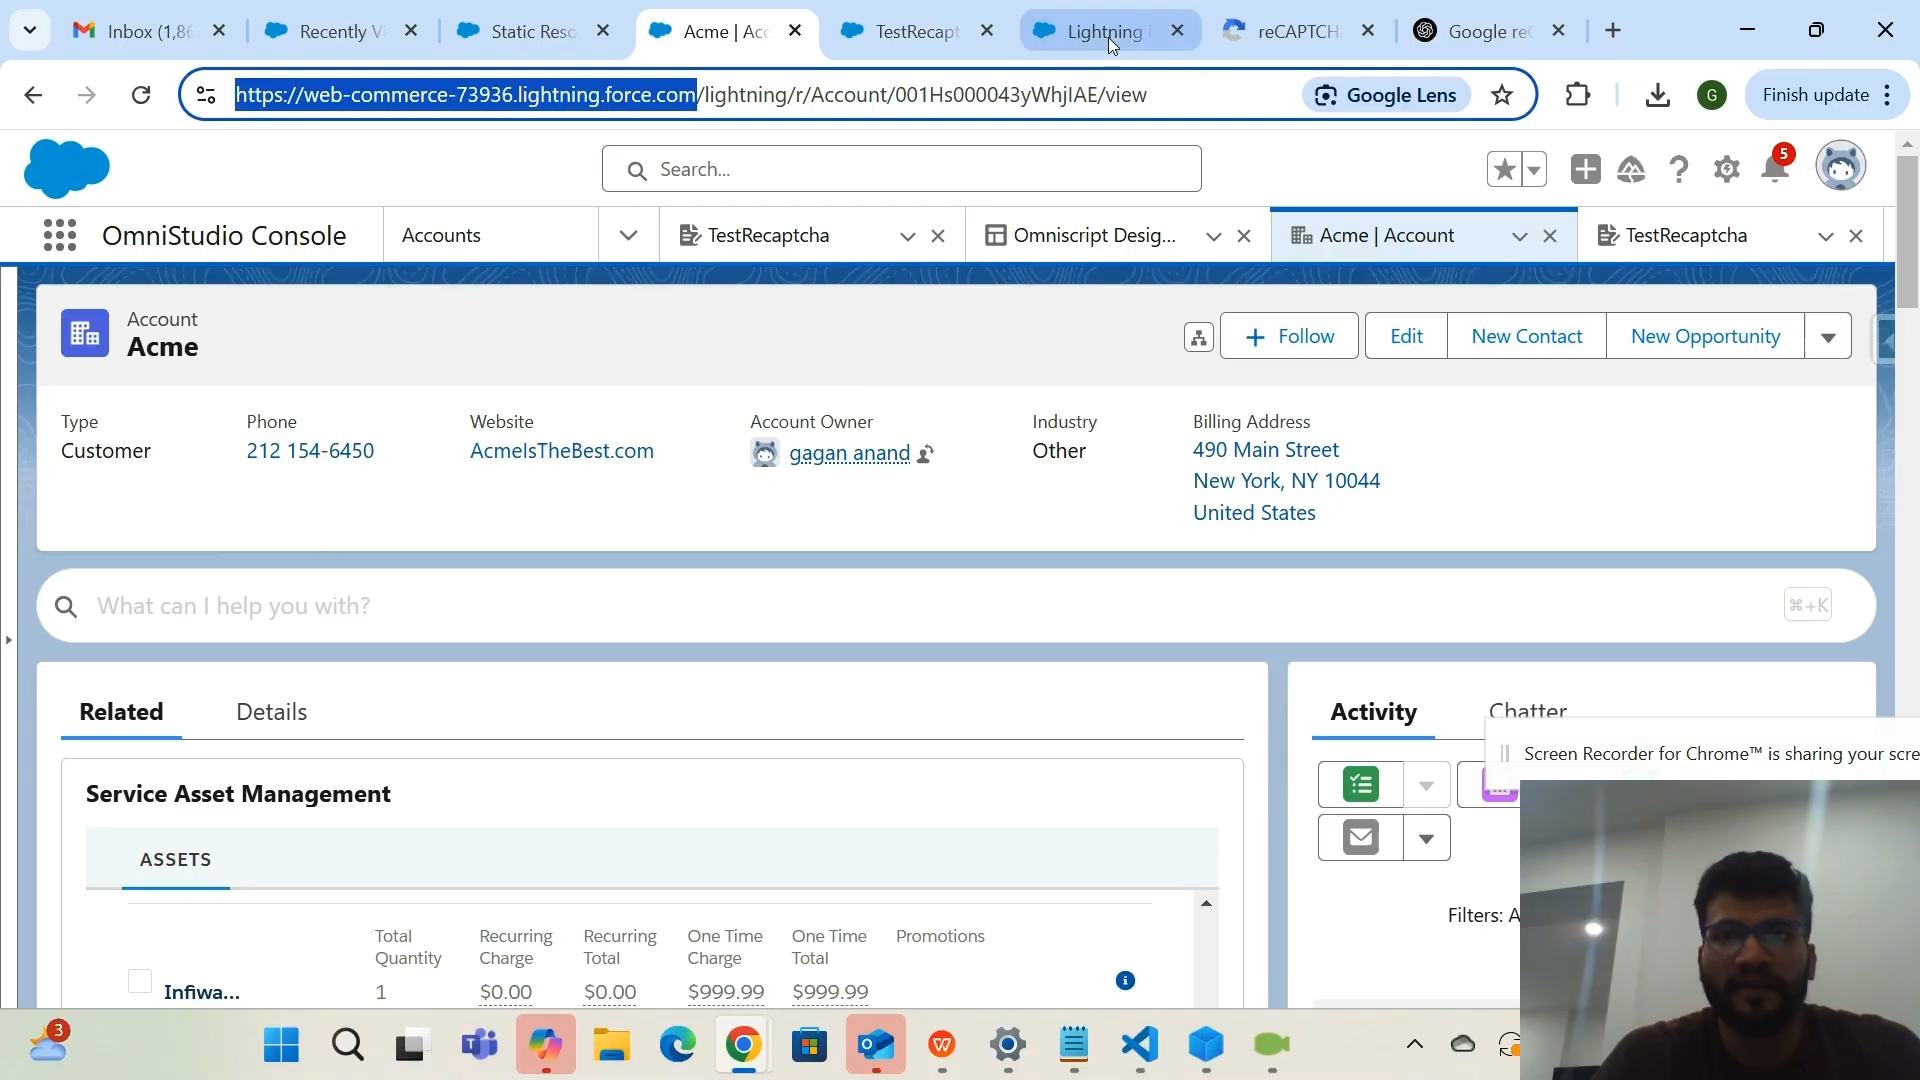 Inbox (1,86
Recently Vi
Static Reso
Acme | Acc
TestRecapt
Lightning
reCAPTCH
Google re
https://web-commerce-73936.lightning.force.com/lightning/r/Account/001Hs000043yWhjIAE/view
Google Lens
G
Finish update
Search...
5
OmniStudio Console
Accounts
TestRecaptcha
Omniscript Desig...
Acme | Account
TestRecaptcha
Account
Acme
Follow
Edit
New Contact
New Opportunity
Type
Phone
Website
Account Owner
Industry
Billing Address
Customer
212 154-6450
AcmeIsTheBest.com
gagan anand
Other
490 Main Street
New York, NY 10044
United States
What can I help you with?
⌘+K
Related
Details
Activity
Chatter
Screen Recorder for Chrome™ is sharing your scre
Service Asset Management
ASSETS
Filters: A
Total Quantity
Recurring Charge
Recurring Total
One Time Charge
One Time Total
Promotions
Infiwa...
1
$0.00
$0.00
$999.99
$999.99
3